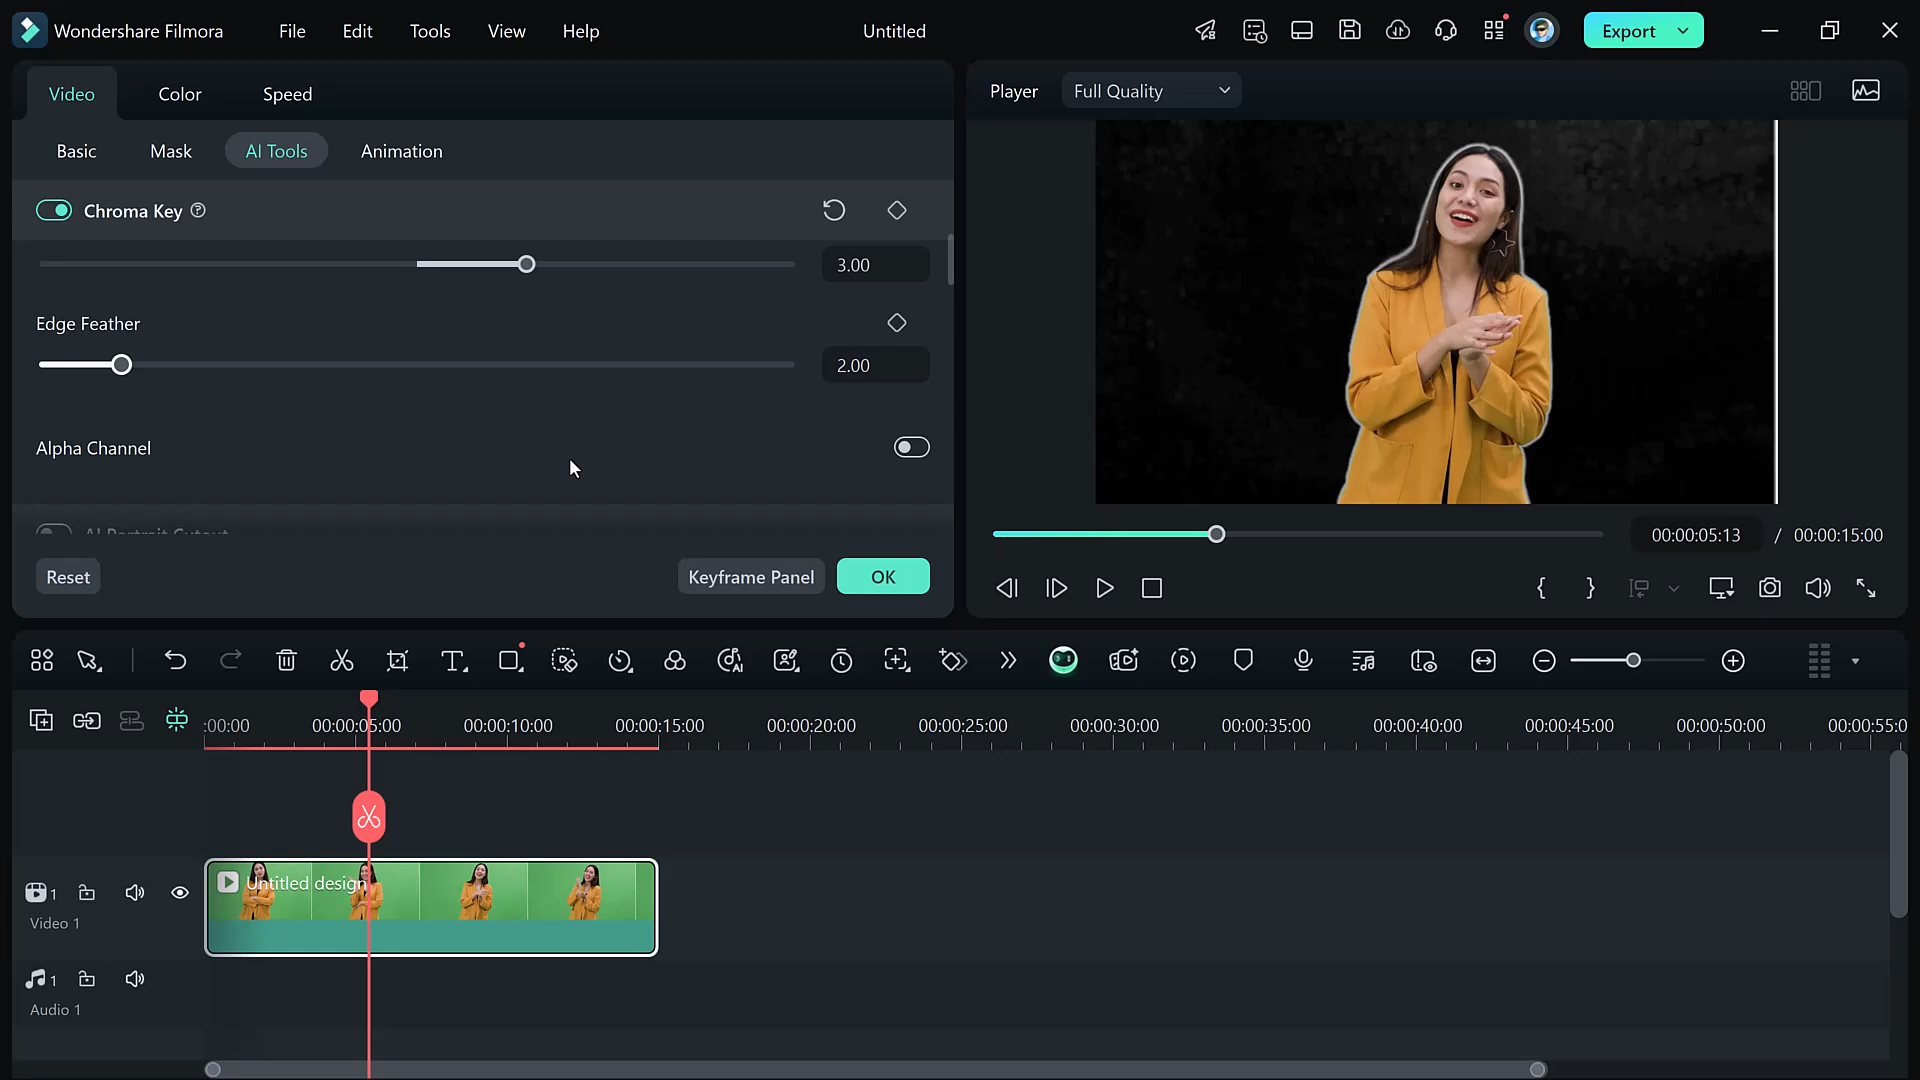 Wondershare Filmora
File
Edit
Tools
View
Help
Untitled
Export
Video
Color
Speed
Player
Full Quality
Basic
Mask
AI Tools
Animation
Chroma Key
3.00
Edge Feather
2.00
Alpha Channel
AI Portrait Cutout
00:00:05:13 / 00:00:15:00
Reset
Keyframe Panel
OK
:00:00
00:00:05:00
00:00:10:00
00:00:15:00
00:00:20:00
00:00:25:00
00:00:30:00
00:00:35:00
00:00:40:00
00:00:45:00
00:00:50:00
00:00:55:0
Untitled design
1
Video 1
1
Audio 1